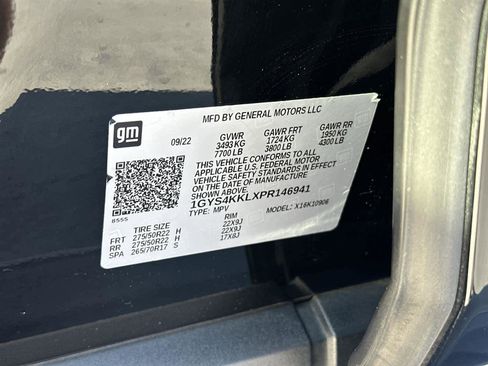 MFD BY GENERAL MOTORS LLC
gm
09/22 GVWR GAWR FRT GAWR RR
3493 KG 1724 KG 1950 KG
7700 LB 3800 LB 4300 LB
THIS VEHICLE CONFORMS TO ALL
APPLICABLE U.S. FEDERAL MOTOR
VEHICLE SAFETY STANDARDS IN EFFECT
ON THE DATE OF MANUFACTURE SHOWN ABOVE.
1GYS4KKLXPR146941
TYPE: MPV MODEL: X16K10906
TIRE SIZE RIM
FRT 275/50R22 H 22X9J
RR 275/50R22 H 22X9J
SPA 265/70R17 S 17X8J